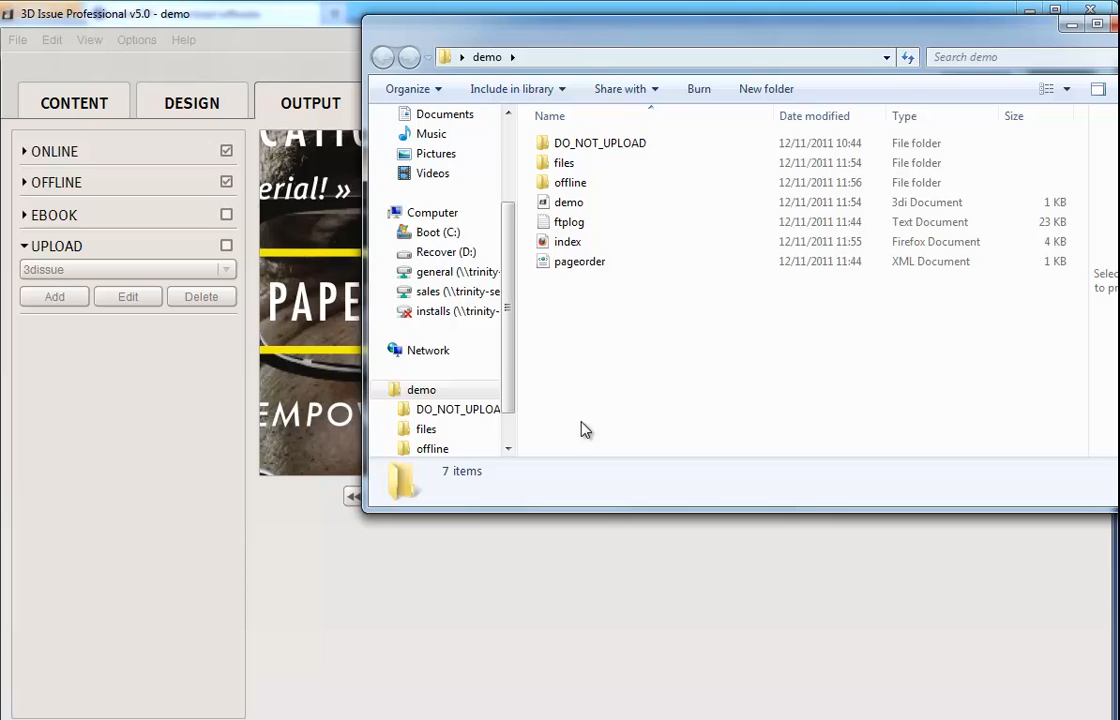 3D Issue Professional v5.0 - demo
File Edit View Options Help
CONTENT DESIGN OUTPUT
ONLINE
OFFLINE
EBOOK
UPLOAD
3dissue
Add Edit Delete
erial! »
PAPE
EMPO
demo
Search demo
Organize Include in library Share with Burn New folder
Documents
Music
Pictures
Videos
Computer
Boot (C:)
Recover (D:)
general (\\trinity-
sales (\\trinity-se
installs (\\trinity-
Network
demo
DO_NOT_UPLOA
files
offline
Name Date modified Type Size
DO_NOT_UPLOAD 12/11/2011 10:44 File folder
files 12/11/2011 11:54 File folder
offline 12/11/2011 11:56 File folder
demo 12/11/2011 11:54 3di Document 1 KB
ftplog 12/11/2011 11:44 Text Document 23 KB
index 12/11/2011 11:55 Firefox Document 4 KB
pageorder 12/11/2011 11:44 XML Document 1 KB
Selec
to pr
7 items